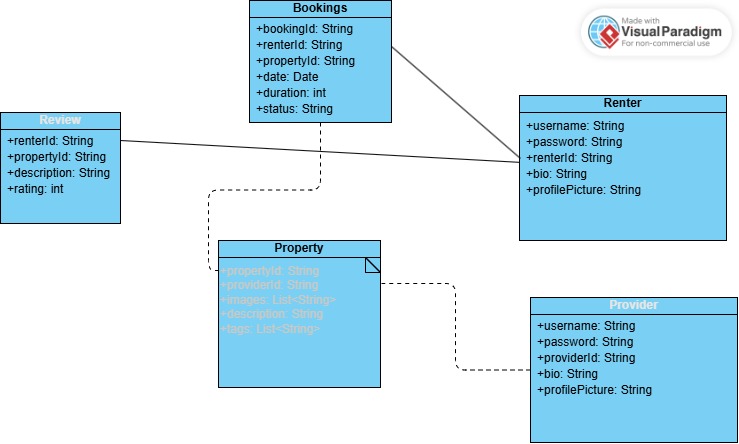 Bookings
+bookingId: String
+renterId: String
+propertyId: String
+date: Date
+duration: int
+status: String
Made with
Visual Paradigm
For non-commercial use
Review
+renterId: String
+propertyId: String
+description: String
+rating: int
Renter
+username: String
+password: String
+renterId: String
+bio: String
+profilePicture: String
Property
+propertyId: String
+providerId: String
+images: List<String>
+description: String
+tags: List<String>
Provider
+username: String
+password: String
+providerId: String
+bio: String
+profilePicture: String